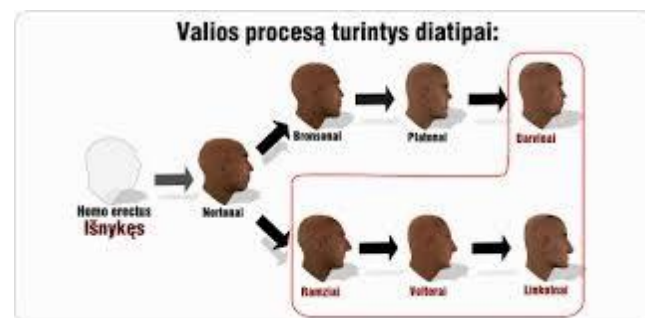 Valios procesą turintys diatipai:
Bronsonai
Platonai
Darvinai
Homo erectus
Išnykęs
Nortonai
Ramziai
Volterai
Linkolnai